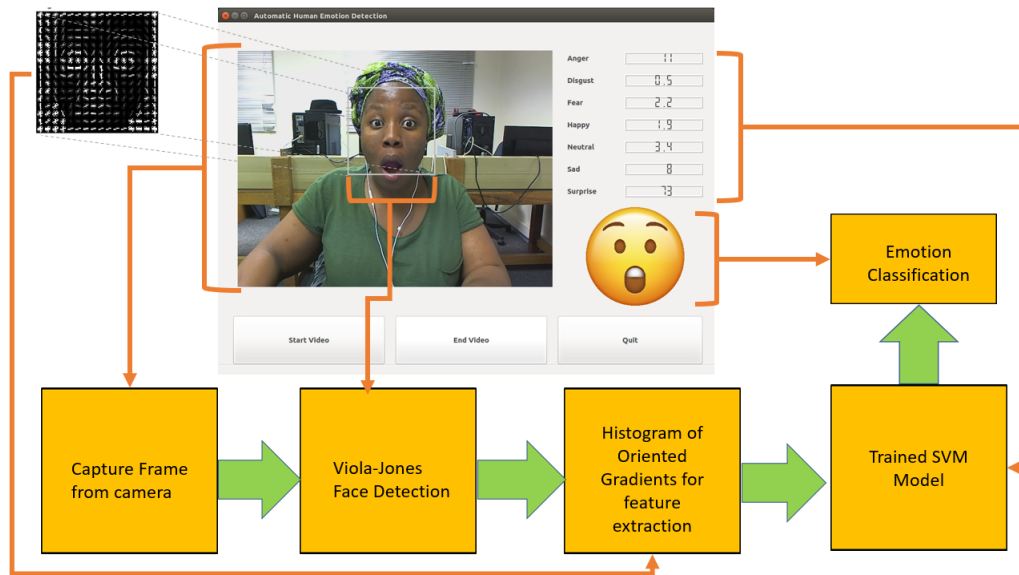 Automatic Human Emotion Detection
Anger 11
Disgust 0.5
Fear 2.2
Happy 1.9
Neutral 3.4
Sad 8
Surprise 73
Start Video
End Video
Quit
Emotion
Classification
Capture Frame
from camera
Viola-Jones
Face Detection
Histogram of
Oriented
Gradients for
feature
extraction
Trained SVM
Model